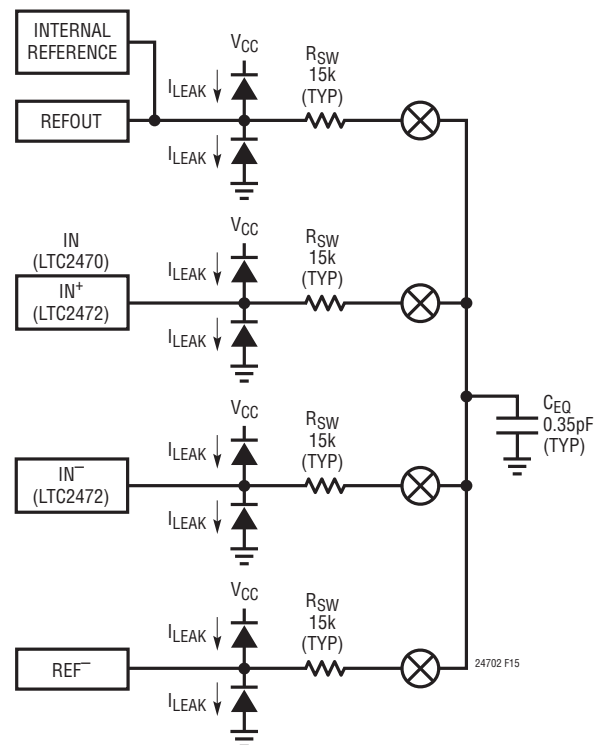 INTERNAL
REFERENCE
REFOUT
VCC
ILEAK
ILEAK
RSW
15k
(TYP)
IN
(LTC2470)
IN+
(LTC2472)
VCC
ILEAK
ILEAK
RSW
15k
(TYP)
CEQ
0.35pF
(TYP)
IN−
(LTC2472)
VCC
ILEAK
ILEAK
RSW
15k
(TYP)
REF−
VCC
ILEAK
ILEAK
RSW
15k
(TYP)
24702 F15